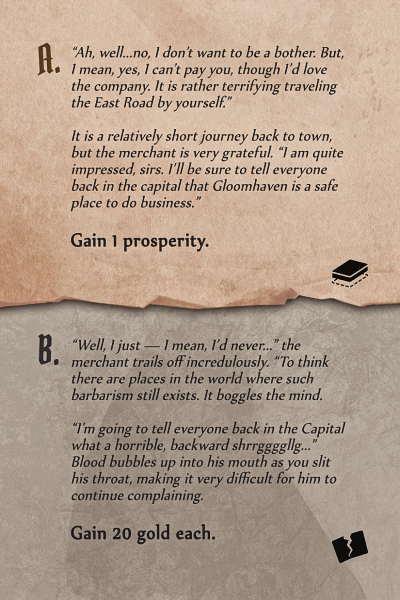 A.
“Ah, well...no, I don’t want to be a bother. But,
I mean, yes, I can’t pay you, though I’d love
the company. It is rather terrifying traveling
the East Road by yourself.”
It is a relatively short journey back to town,
but the merchant is very grateful. “I am quite
impressed, sirs. I’ll be sure to tell everyone
back in the capital that Gloomhaven is a safe
place to do business.”
Gain 1 prosperity.
B.
“Well, I just — I mean, I’d never...” the
merchant trails off incredulously. “To think
there are places in the world where such
barbarism still exists. It boggles the mind.
“I’m going to tell everyone back in the Capital
what a horrible, backward shrrggggllg...”
Blood bubbles up into his mouth as you slit
his throat, making it very difficult for him to
continue complaining.
Gain 20 gold each.